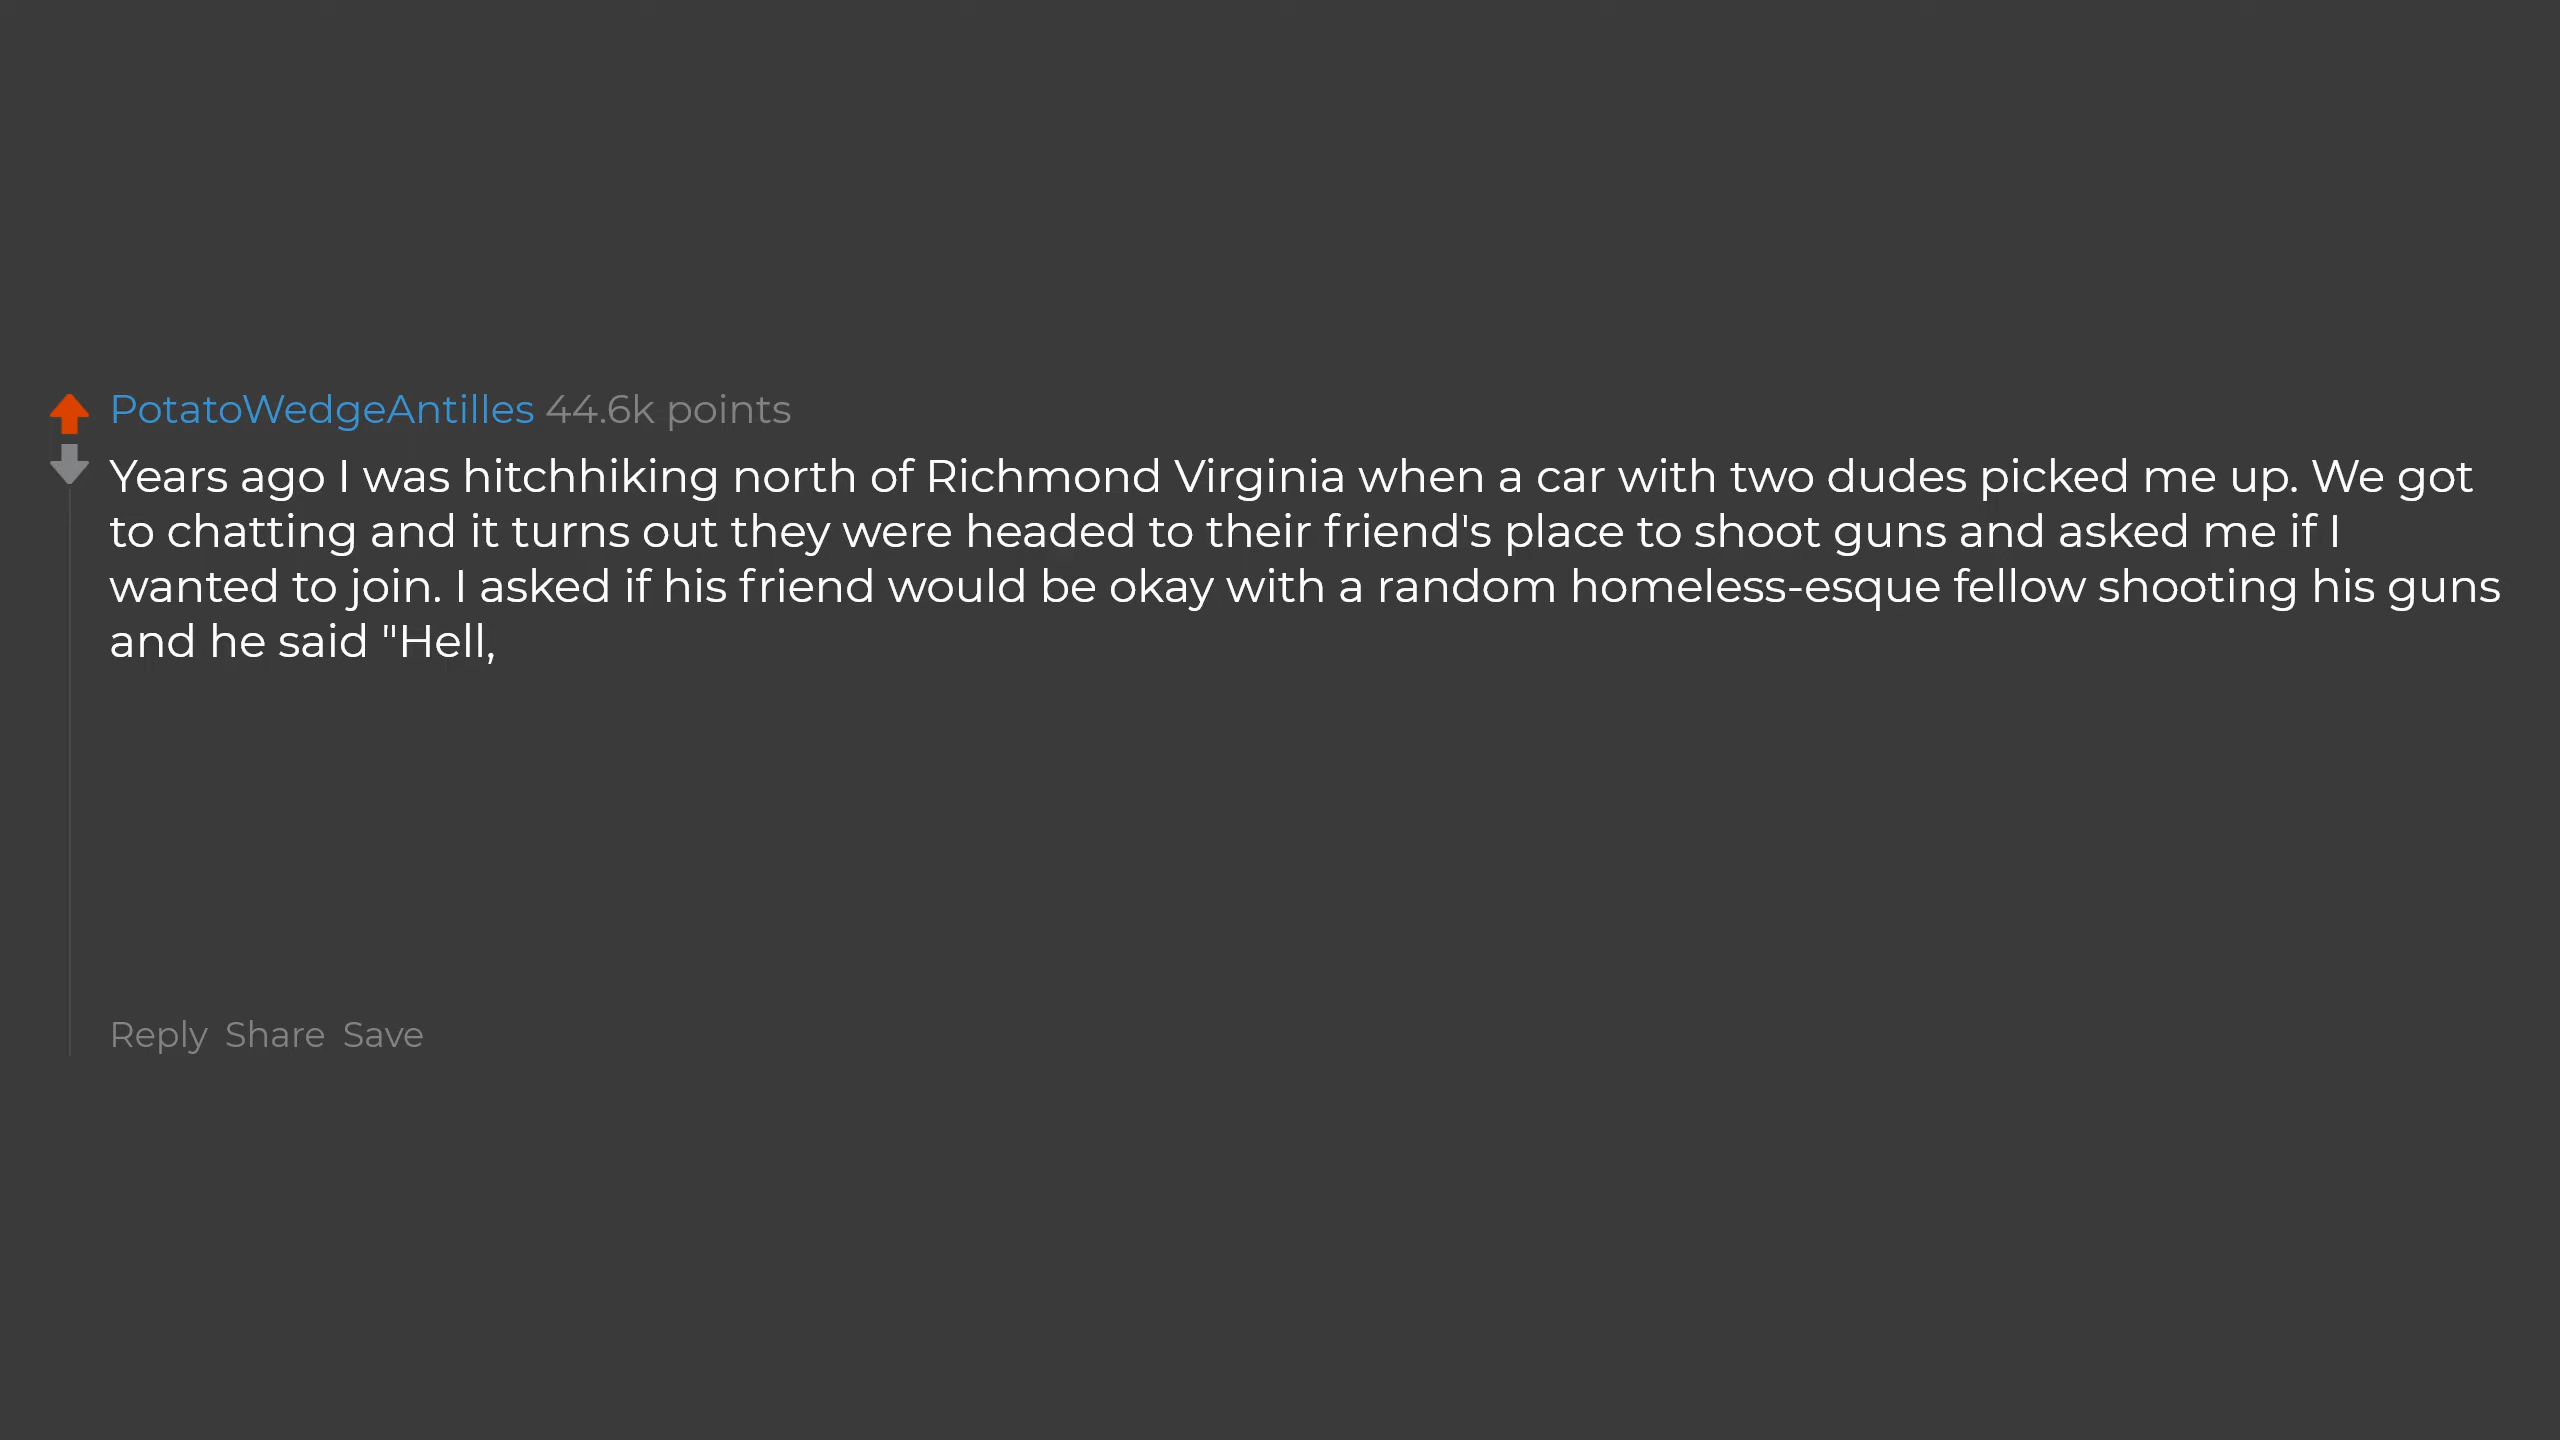 PotatoWedgeAntilles 44.6k points
Years ago I was hitchhiking north of Richmond Virginia when a car with two dudes picked me up. We got
to chatting and it turns out they were headed to their friend's place to shoot guns and asked me if I
wanted to join. I asked if his friend would be okay with a random homeless-esque fellow shooting his guns
and he said "Hell,
Reply Share Save